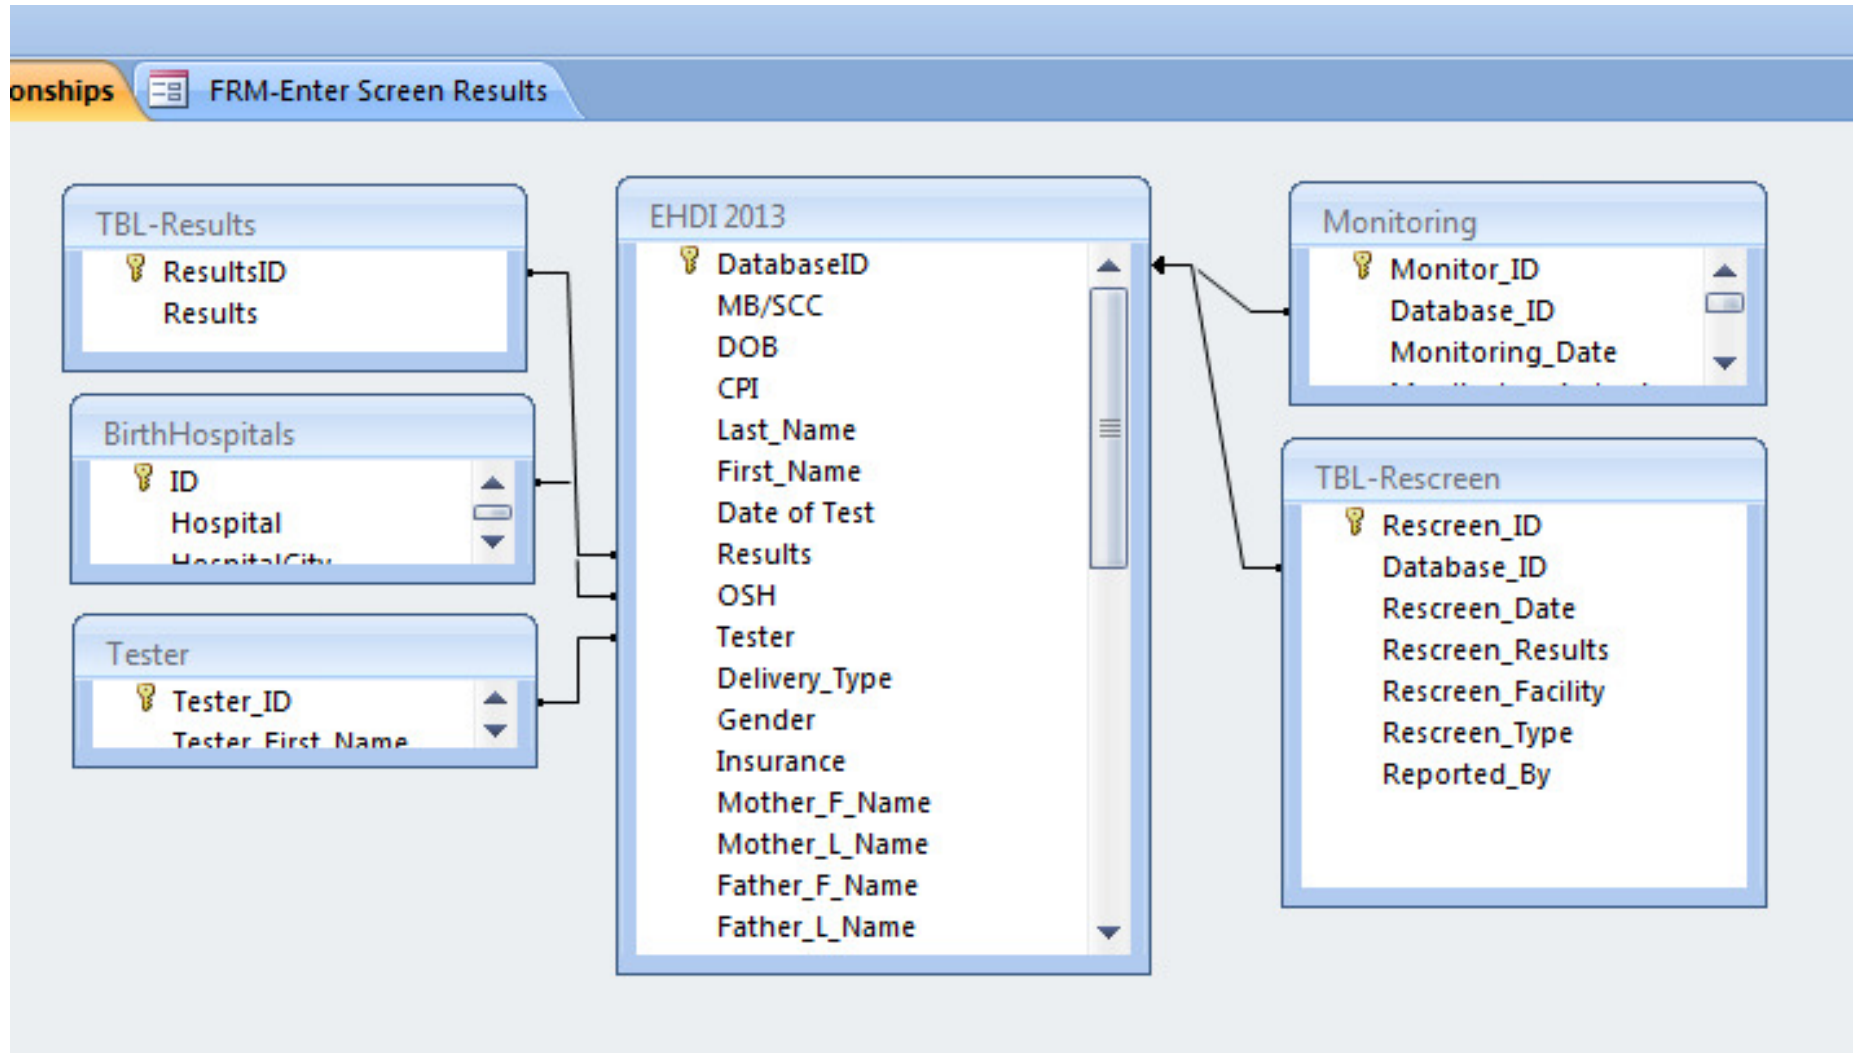 onships
FRM-Enter Screen Results
TBL-Results
ResultsID
Results
BirthHospitals
ID
Hospital
HospitalCity
Tester
Tester_ID
Tester_First_Name
EHDI 2013
DatabaseID
MB/SCC
DOB
CPI
Last_Name
First_Name
Date of Test
Results
OSH
Tester
Delivery_Type
Gender
Insurance
Mother_F_Name
Mother_L_Name
Father_F_Name
Father_L_Name
Monitoring
Monitor_ID
Database_ID
Monitoring_Date
TBL-Rescreen
Rescreen_ID
Database_ID
Rescreen_Date
Rescreen_Results
Rescreen_Facility
Rescreen_Type
Reported_By